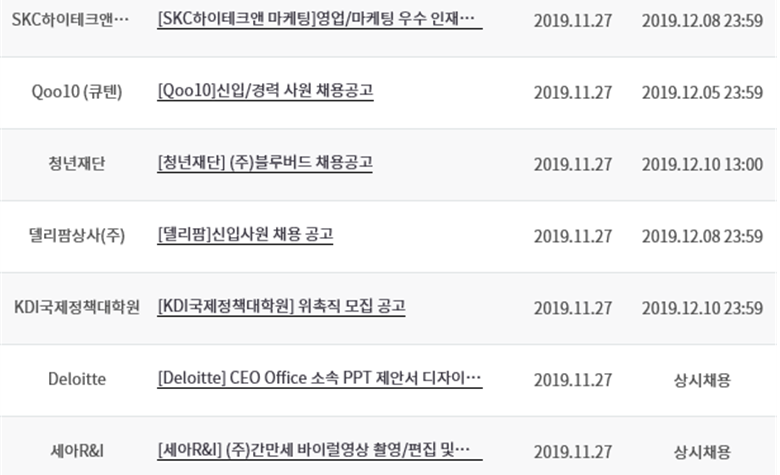 SKC하이테크앤··· [SKC하이테크앤 마케팅]영업/마케팅 우수 인재··· 2019.11.27 2019.12.08 23:59
Qoo10 (큐텐) [Qoo10]신입/경력 사원 채용공고 2019.11.27 2019.12.05 23:59
청년재단 [청년재단] (주)블루버드 채용공고 2019.11.27 2019.12.10 13:00
델리팜상사(주) [델리팜]신입사원 채용 공고 2019.11.27 2019.12.08 23:59
KDI국제정책대학원 [KDI국제정책대학원] 위촉직 모집 공고 2019.11.27 2019.12.10 23:59
Deloitte [Deloitte] CEO Office 소속 PPT 제안서 디자이··· 2019.11.27 상시채용
세아R&I [세아R&I] (주)간만세 바이럴영상 촬영/편집 및··· 2019.11.27 상시채용